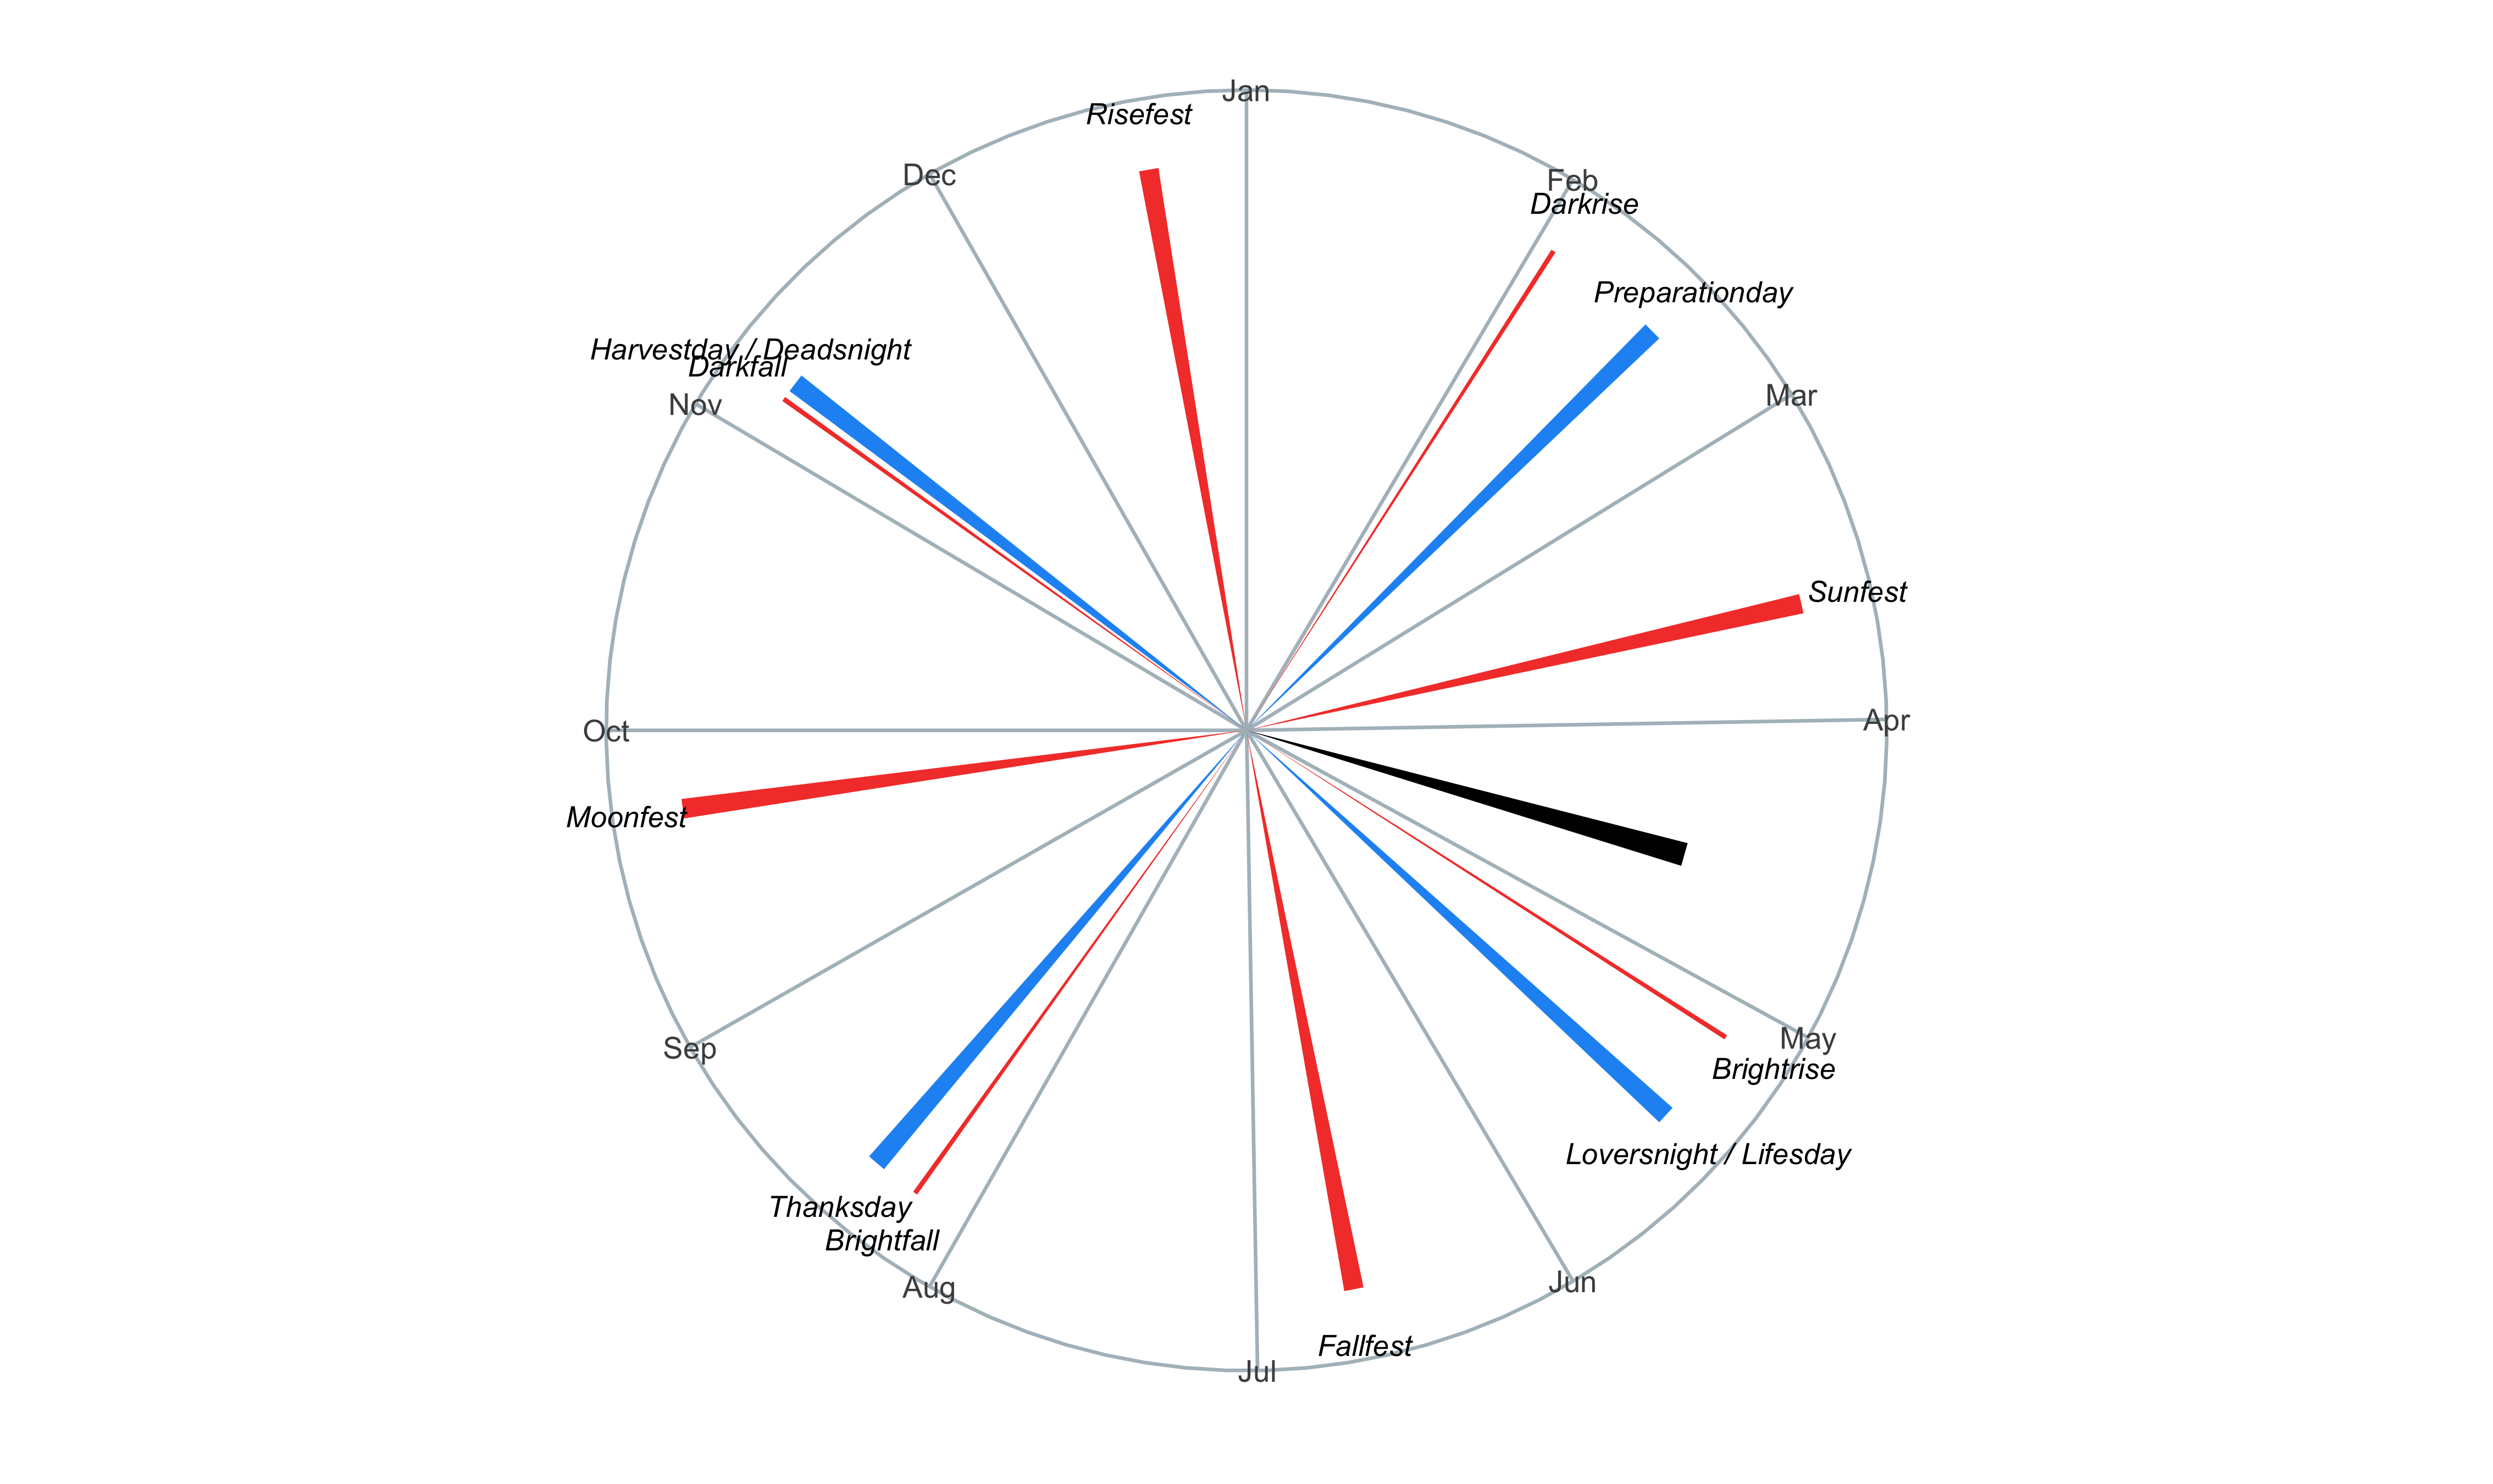 Jan
Risefest
Dec
Feb
Darkrise
Preparationday
Harvestday / Deadsnight
Darkfall
Mar
Nov
Sunfest
Apr
Oct
Moonfest
May
Sep
Brightrise
Loversnight / Lifesday
Thanksday
Brightfall
Jun
Aug
Fallfest
Jul